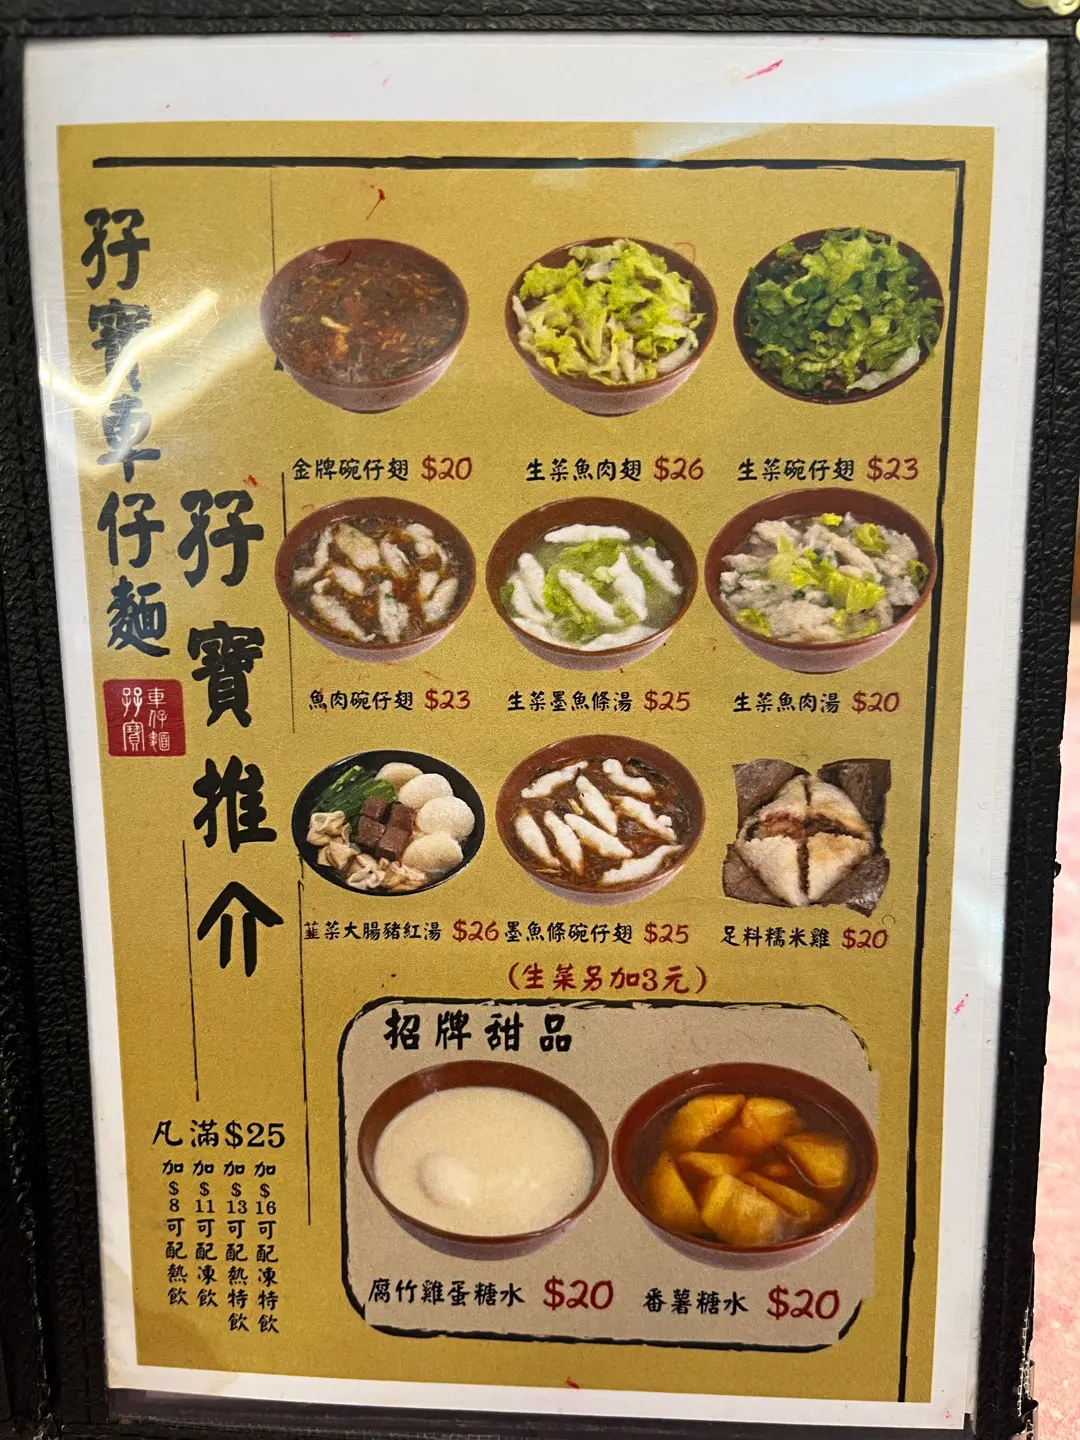 孖寶車仔麵
孖寶
車仔麵
孖寶推介
金牌碗仔翅 $20
生菜魚肉翅 $26
生菜碗仔翅 $23
魚肉碗仔翅 $23
生菜墨魚條湯 $25
生菜魚肉湯 $20
韮菜大腸豬紅湯 $26
墨魚條碗仔翅 $25
足料糯米雞 $20
(生菜另加3元)
招牌甜品
腐竹雞蛋糖水 $20
番薯糖水 $20
凡滿$25
加$16可配凍特飲
加$13可配熱特飲
加$11可配凍飲
加$8可配熱飲